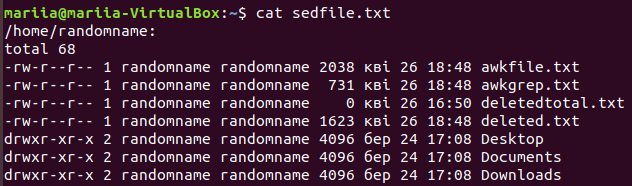 mariia@mariia-VirtualBox:~$ cat sedfile.txt
/home/randomname:
total 68
-rw-r--r-- 1 randomname randomname 2038 кві 26 18:48 awkfile.txt
-rw-r--r-- 1 randomname randomname  731 кві 26 18:48 awkgrep.txt
-rw-r--r-- 1 randomname randomname    0 кві 26 16:50 deletedtotal.txt
-rw-r--r-- 1 randomname randomname 1623 кві 26 18:48 deleted.txt
drwxr-xr-x 2 randomname randomname 4096 бер 24 17:08 Desktop
drwxr-xr-x 2 randomname randomname 4096 бер 24 17:08 Documents
drwxr-xr-x 2 randomname randomname 4096 бер 24 17:08 Downloads